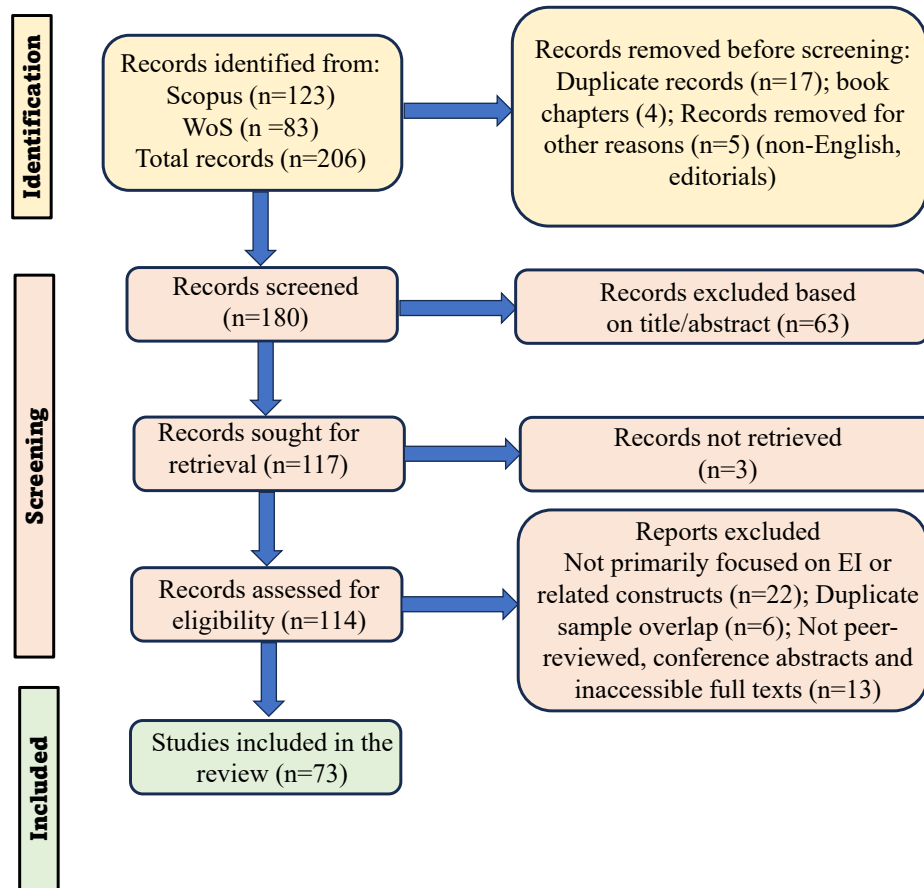 Identification
Records identified from:
Scopus (n=123)
WoS (n =83)
Total records (n=206)
Records removed before screening:
Duplicate records (n=17); book
chapters (4); Records removed for
other reasons (n=5) (non-English,
editorials)
Screening
Records screened
(n=180)
Records excluded based
on title/abstract (n=63)
Records sought for
retrieval (n=117)
Records not retrieved
(n=3)
Records assessed for
eligibility (n=114)
Reports excluded
Not primarily focused on EI or
related constructs (n=22); Duplicate
sample overlap (n=6); Not peer-
reviewed, conference abstracts and
inaccessible full texts (n=13)
Included
Studies included in the
review (n=73)